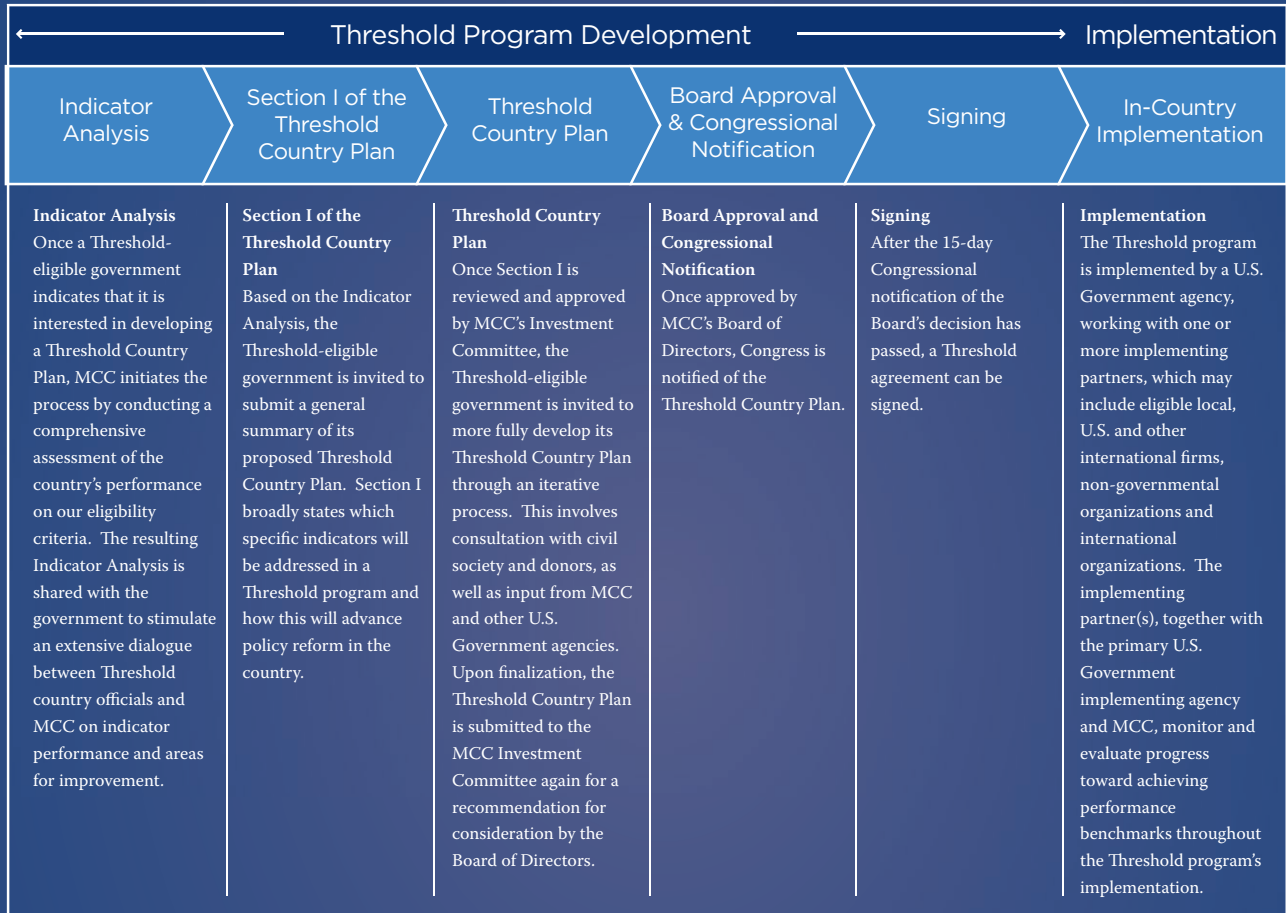 Threshold Program Development
Implementation
Indicator
Analysis
Section I of the
Threshold
Country Plan
Threshold
Country Plan
Board Approval
& Congressional
Notification
Signing
In-Country
Implementation
Indicator Analysis
Once a Threshold-
eligible government
indicates that it is
interested in developing
a Threshold Country
Plan, MCC initiates the
process by conducting a
comprehensive
assessment of the
country's performance
on our eligibility
criteria.  The resulting
Indicator Analysis is
shared with the
government to stimulate
an extensive dialogue
between Threshold
country officials and
MCC on indicator
performance and areas
for improvement.
Section I of the
Threshold Country
Plan
Based on the Indicator
Analysis, the
Threshold-eligible
government is invited to
submit a general
summary of its
proposed Threshold
Country Plan.  Section I
broadly states which
specific indicators will
be addressed in a
Threshold program and
how this will advance
policy reform in the
country.
Threshold Country
Plan
Once Section I is
reviewed and approved
by MCC's Investment
Committee, the
Threshold-eligible
government is invited to
more fully develop its
Threshold Country Plan
through an iterative
process.  This involves
consultation with civil
society and donors, as
well as input from MCC
and other U.S.
Government agencies.
Upon finalization, the
Threshold Country Plan
is submitted to the
MCC Investment
Committee again for a
recommendation for
consideration by the
Board of Directors.
Board Approval and
Congressional
Notification
Once approved by
MCC's Board of
Directors, Congress is
notified of the
Threshold Country Plan.
Signing
After the 15-day
Congressional
notification of the
Board's decision has
passed, a Threshold
agreement can be
signed.
Implementation
The Threshold program
is implemented by a U.S.
Government agency,
working with one or
more implementing
partners, which may
include eligible local,
U.S. and other
international firms,
non-governmental
organizations and
international
organizations.  The
implementing
partner(s), together with
the primary U.S.
Government
implementing agency
and MCC, monitor and
evaluate progress
toward achieving
performance
benchmarks throughout
the Threshold program's
implementation.